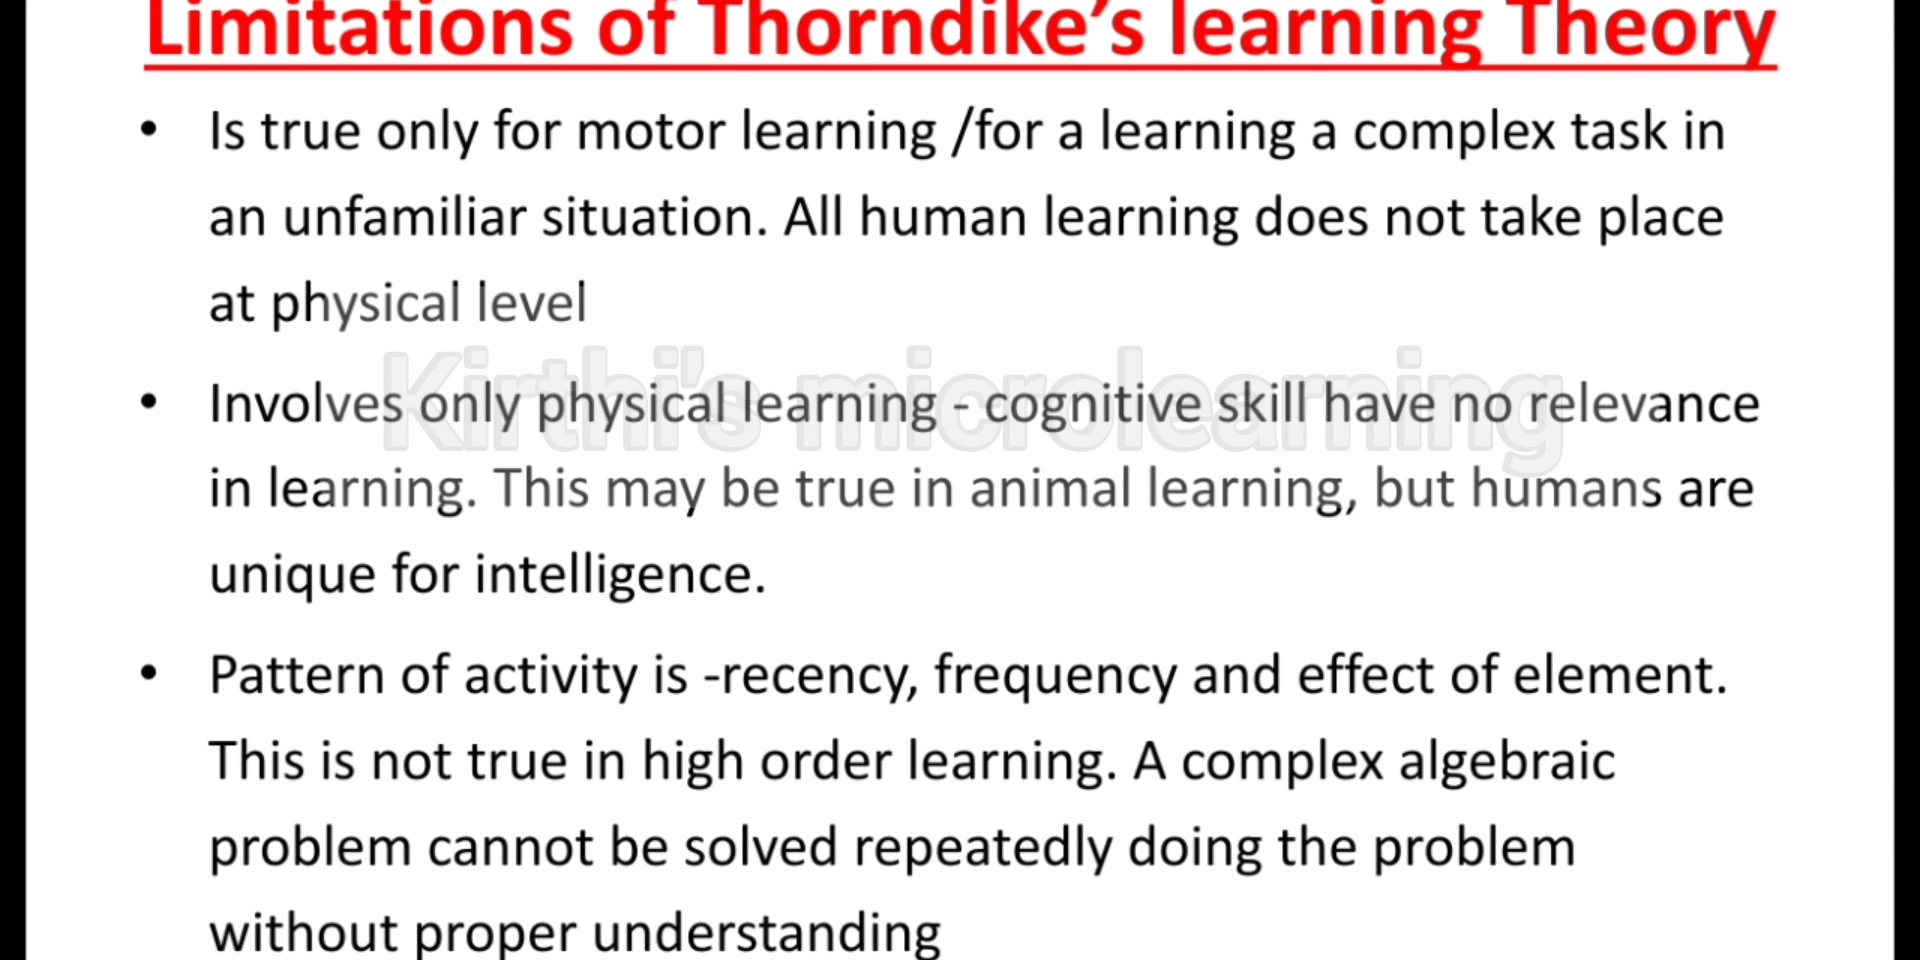 Limitations of Thorndike’s learning Theory
• Is true only for motor learning /for a learning a complex task in
an unfamiliar situation. All human learning does not take place
at physical level
Kirthi's microlearning
• Involves only physical learning - cognitive skill have no relevance
in learning. This may be true in animal learning, but humans are
unique for intelligence.
• Pattern of activity is -recency, frequency and effect of element.
This is not true in high order learning. A complex algebraic
problem cannot be solved repeatedly doing the problem
without proper understanding